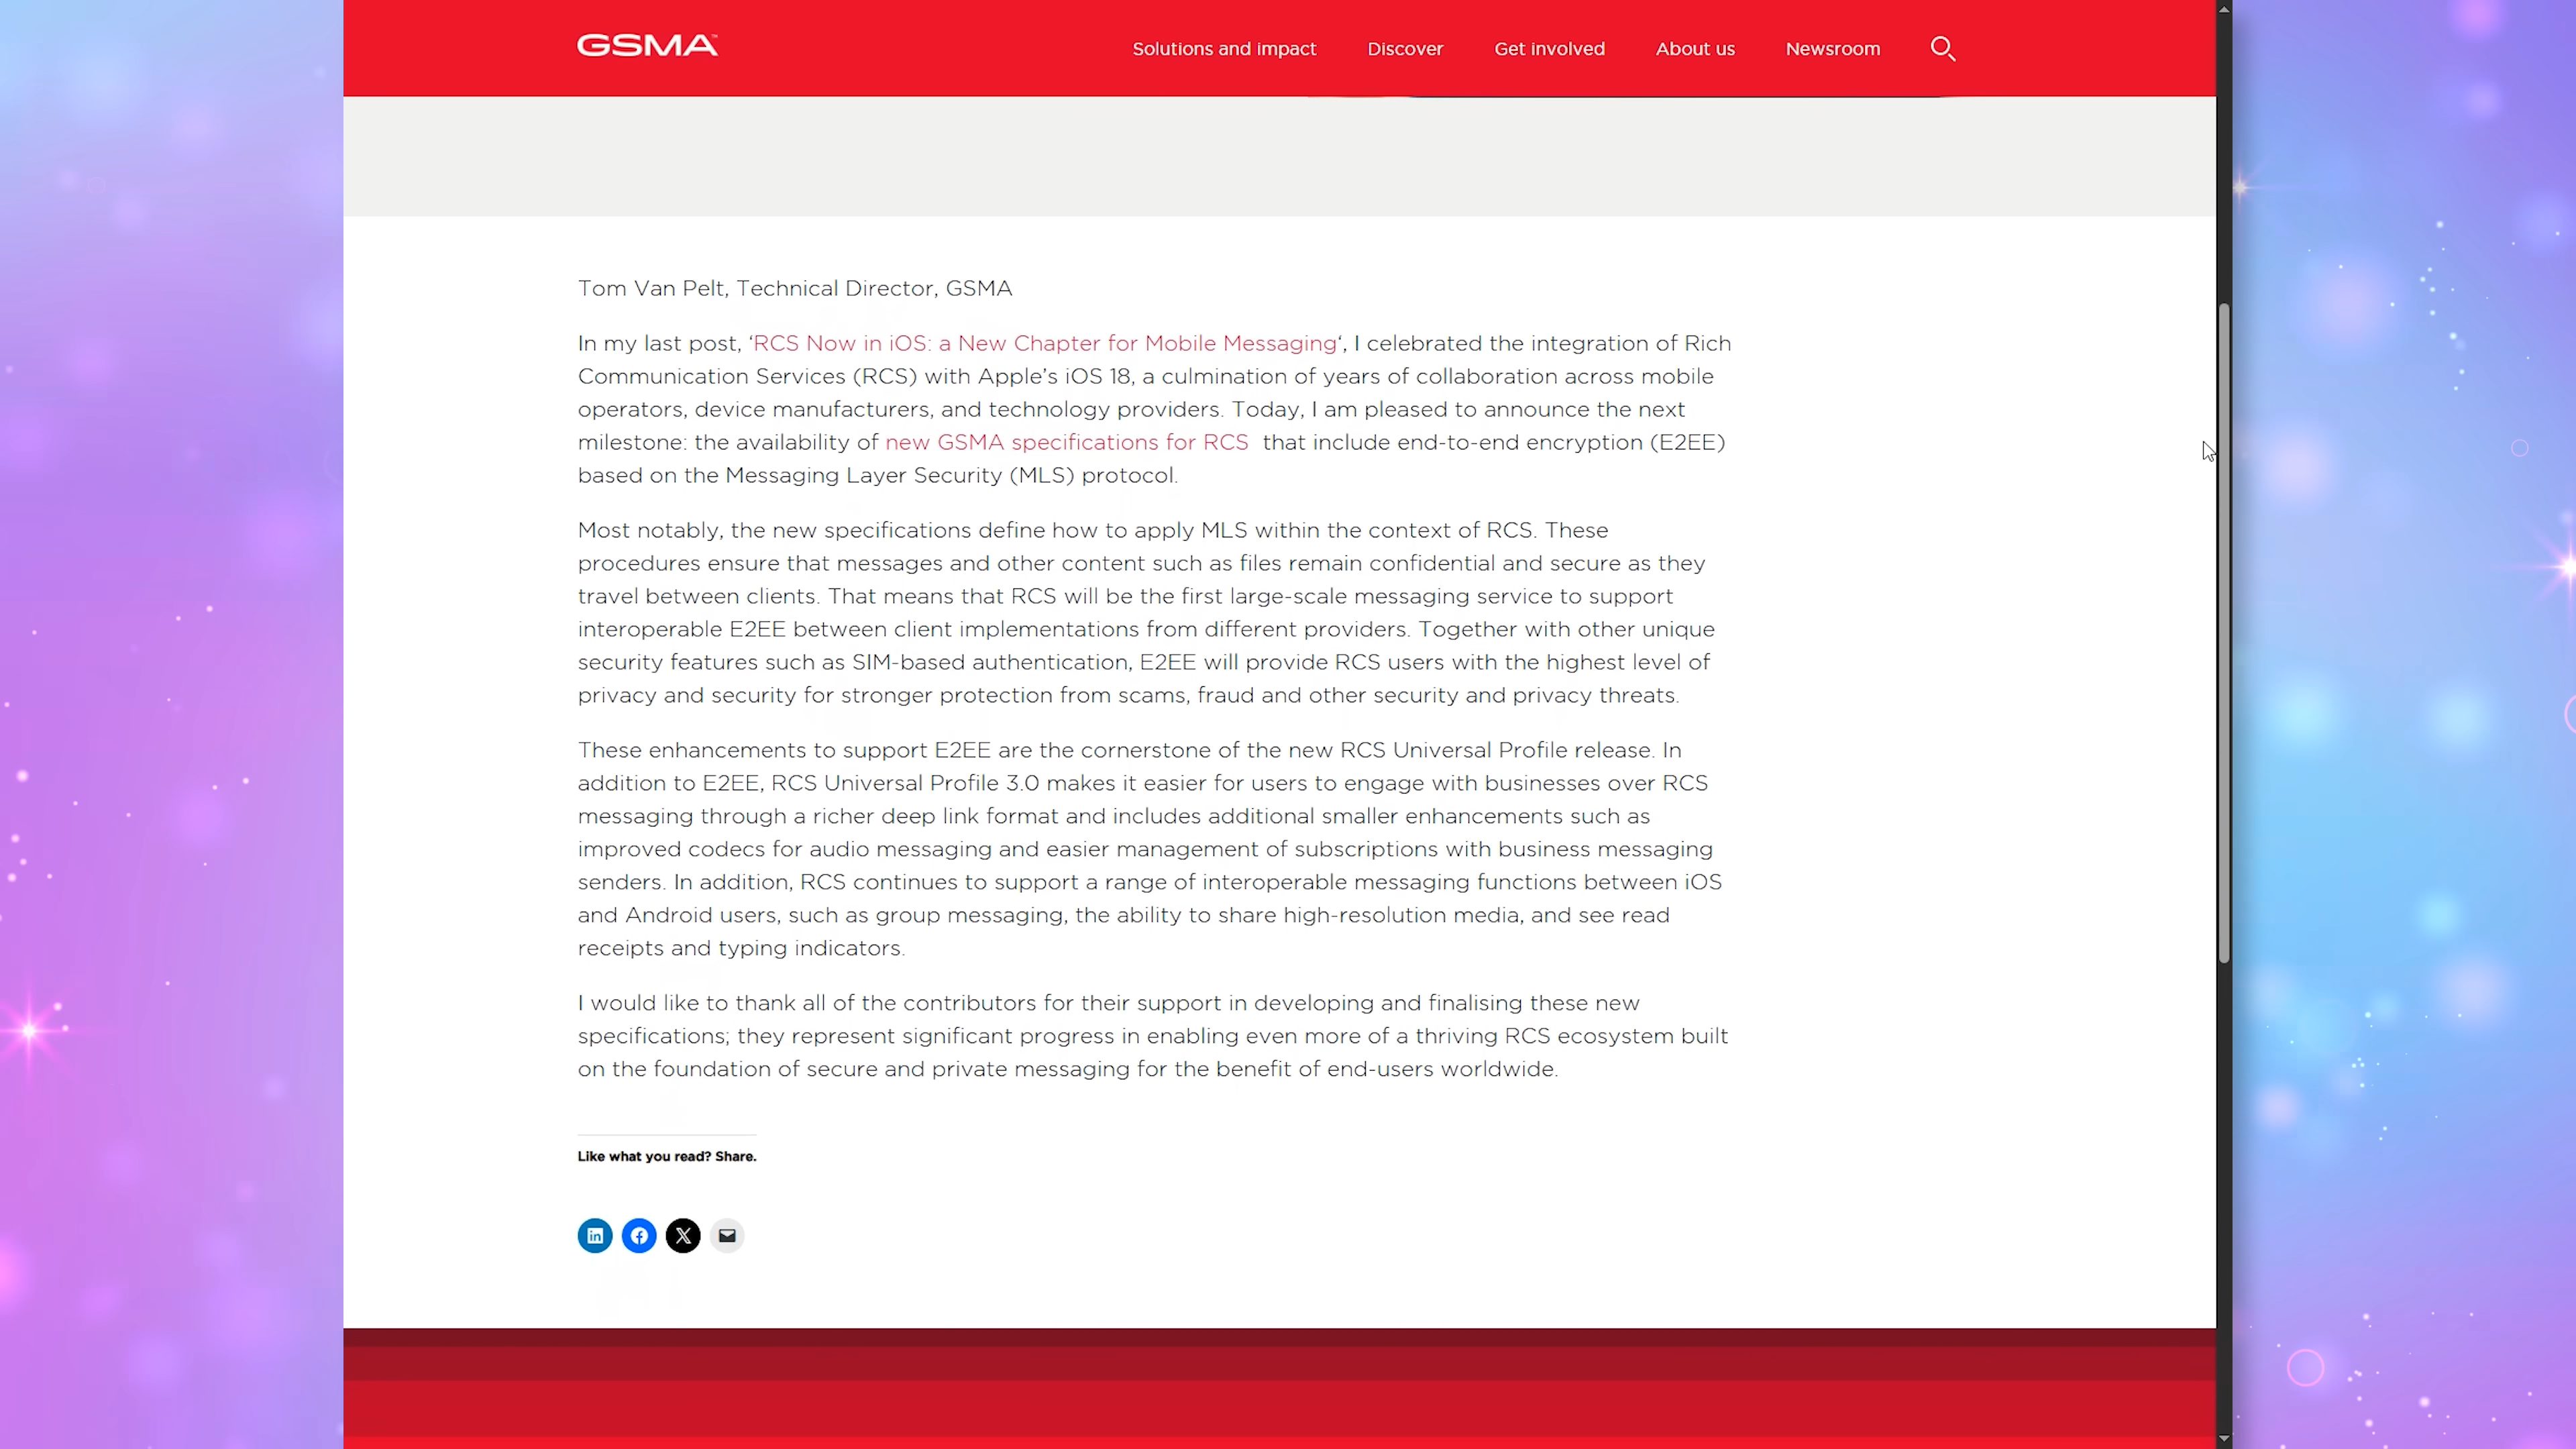 GSMA™
Solutions and impact
Discover
Get involved
About us
Newsroom
Tom Van Pelt, Technical Director, GSMA
In my last post, ‘RCS Now in iOS: a New Chapter for Mobile Messaging‘, I celebrated the integration of Rich
Communication Services (RCS) with Apple’s iOS 18, a culmination of years of collaboration across mobile
operators, device manufacturers, and technology providers. Today, I am pleased to announce the next
milestone: the availability of new GSMA specifications for RCS that include end-to-end encryption (E2EE)
based on the Messaging Layer Security (MLS) protocol.
Most notably, the new specifications define how to apply MLS within the context of RCS. These
procedures ensure that messages and other content such as files remain confidential and secure as they
travel between clients. That means that RCS will be the first large-scale messaging service to support
interoperable E2EE between client implementations from different providers. Together with other unique
security features such as SIM-based authentication, E2EE will provide RCS users with the highest level of
privacy and security for stronger protection from scams, fraud and other security and privacy threats.
These enhancements to support E2EE are the cornerstone of the new RCS Universal Profile release. In
addition to E2EE, RCS Universal Profile 3.0 makes it easier for users to engage with businesses over RCS
messaging through a richer deep link format and includes additional smaller enhancements such as
improved codecs for audio messaging and easier management of subscriptions with business messaging
senders. In addition, RCS continues to support a range of interoperable messaging functions between iOS
and Android users, such as group messaging, the ability to share high-resolution media, and see read
receipts and typing indicators.
I would like to thank all of the contributors for their support in developing and finalising these new
specifications; they represent significant progress in enabling even more of a thriving RCS ecosystem built
on the foundation of secure and private messaging for the benefit of end-users worldwide.
Like what you read? Share.